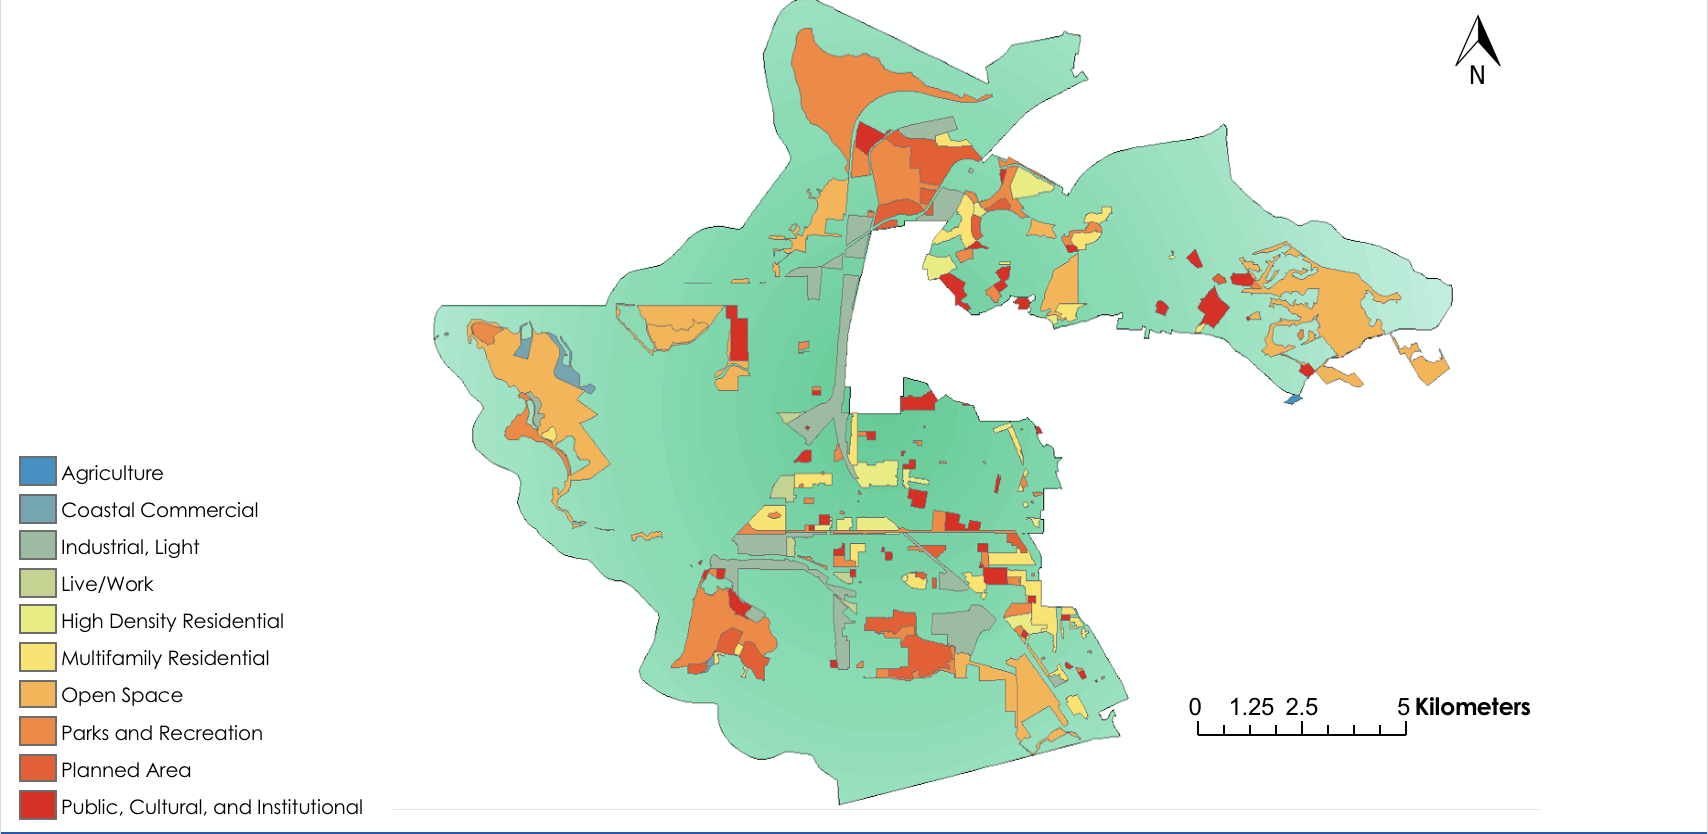 N
Agriculture
Coastal Commercial
Industrial, Light
Live/Work
High Density Residential
Multifamily Residential
Open Space
Parks and Recreation
Planned Area
Public, Cultural, and Institutional
0 1.25 2.5 5 Kilometers